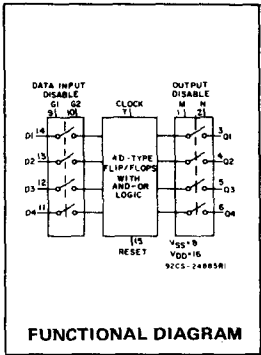 DATA INPUT
DISABLE
G1 G2
9 10
CLOCK
7
OUTPUT
DISABLE
M N
1 2
D1 14
D2 13
D3 12
D4 11
4D-TYPE
FLIP/FLOPS
WITH
AND-OR
LOGIC
3 Q1
4 Q2
5 Q3
6 Q4
15
RESET
VSS=8
VDD=16
92CS-24885R1
FUNCTIONAL DIAGRAM